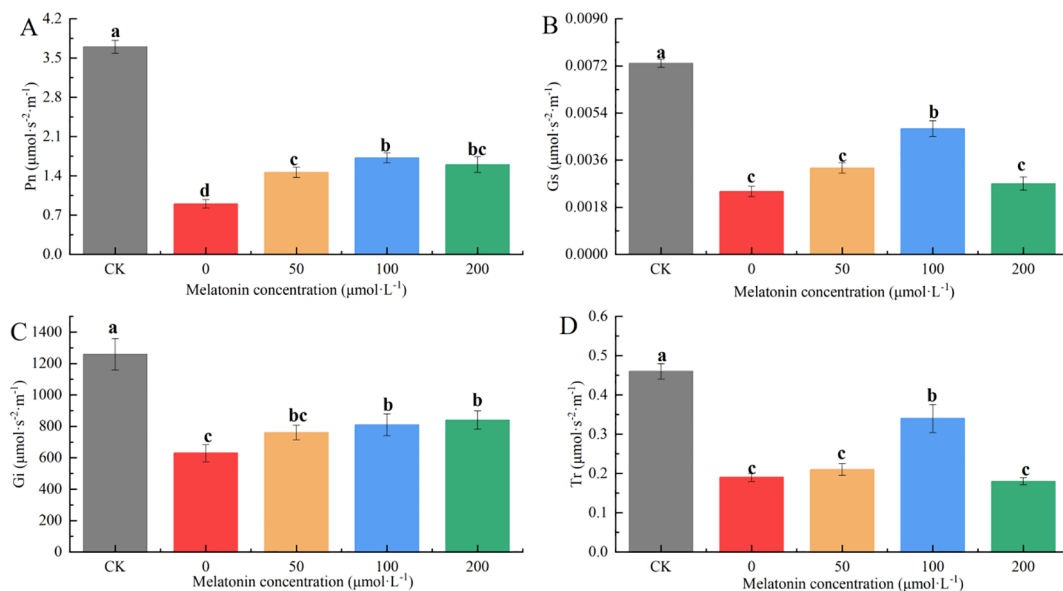 A
Pn (μmol·s⁻²·m⁻¹)
4.2
3.5
2.8
2.1
1.4
0.7
0.0
a
d
c
b
bc
CK
0
50
100
200
Melatonin concentration (μmol·L⁻¹)
B
Gs (μmol·s⁻²·m⁻¹)
0.0090
0.0072
0.0054
0.0036
0.0018
0.0000
a
c
c
b
c
CK
0
50
100
200
Melatonin concentration (μmol·L⁻¹)
C
Gi (μmol·s⁻²·m⁻¹)
1400
1200
1000
800
600
400
200
0
a
c
bc
b
b
CK
0
50
100
200
Melatonin concentration (μmol·L⁻¹)
D
Tr (μmol·s⁻²·m⁻¹)
0.6
0.5
0.4
0.3
0.2
0.1
0.0
a
c
c
b
c
CK
0
50
100
200
Melatonin concentration (μmol·L⁻¹)